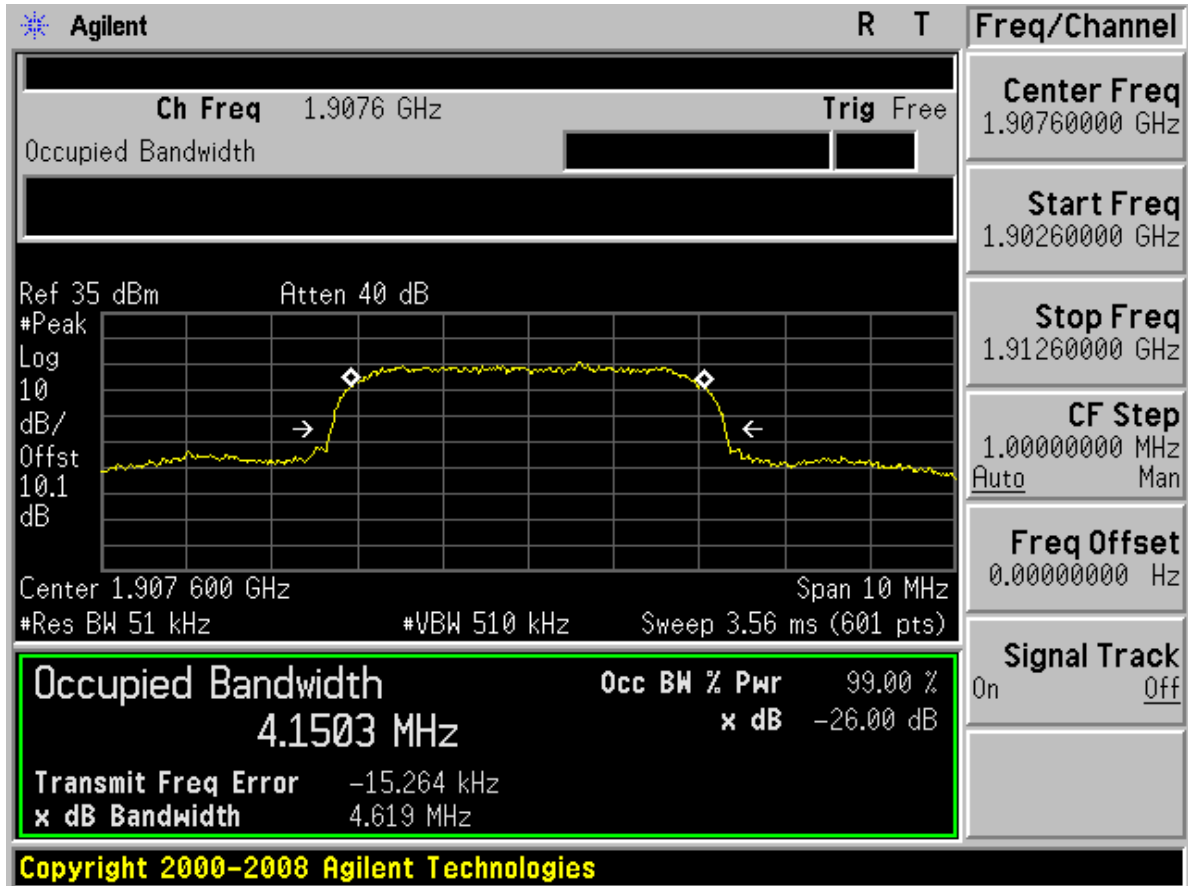 Agilent R T
Ch Freq 1.9076 GHz Trig Free
Occupied Bandwidth
Ref 35 dBm Atten 40 dB
#Peak
Log
10
dB/
Offst
10.1
dB
Center 1.907 600 GHz Span 10 MHz
#Res BW 51 kHz #VBW 510 kHz Sweep 3.56 ms (601 pts)
Occupied Bandwidth
4.1503 MHz
Occ BW % Pwr 99.00 %
x dB -26.00 dB
Transmit Freq Error -15.264 kHz
x dB Bandwidth 4.619 MHz
Copyright 2000-2008 Agilent Technologies
Freq/Channel
Center Freq
1.90760000 GHz
Start Freq
1.90260000 GHz
Stop Freq
1.91260000 GHz
CF Step
1.00000000 MHz
Auto Man
Freq Offset
0.00000000 Hz
Signal Track
On Off